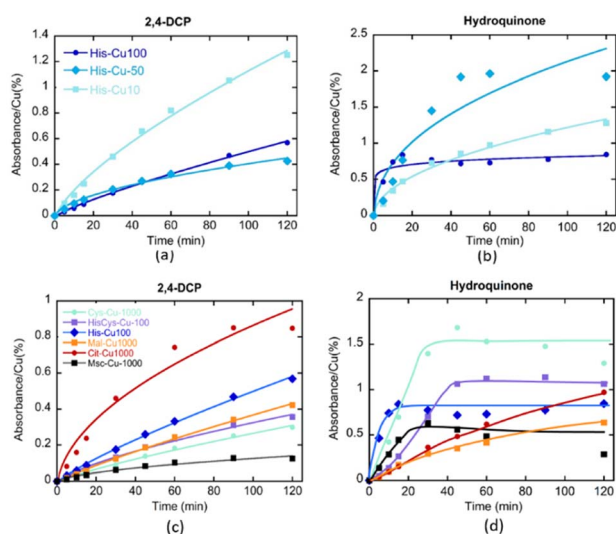 2,4-DCP
1.4
1.2
1
0.8
0.6
0.4
0.2
0
Absorbance/Cu(%)
His-Cu100
His-Cu-50
His-Cu10
0 20 40 60 80 100 120
Time (min)
(a)
Hydroquinone
2.5
2
1.5
1
0.5
0
Absorbance/Cu(%)
0 20 40 60 80 100 120
Time (min)
(b)
2,4-DCP
1
0.8
0.6
0.4
0.2
0
Absorbance/Cu(%)
Cys-Cu-1000
HisCys-Cu-100
His-Cu100
Mal-Cu1000
Cit-Cu1000
Msc-Cu-1000
0 20 40 60 80 100 120
Time (min)
(c)
Hydroquinone
2
1.5
1
0.5
0
Absorbance/Cu(%)
0 20 40 60 80 100 120
Time (min)
(d)